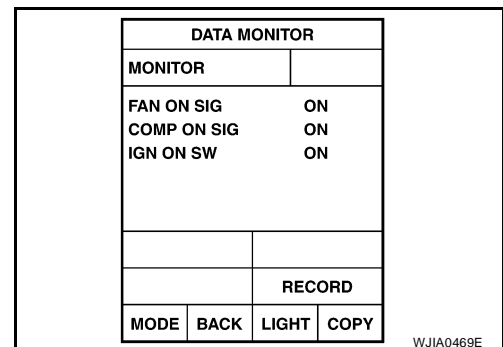 DATA MONITOR
MONITOR
FAN ON SIG ON
COMP ON SIG ON
IGN ON SW ON
RECORD
MODE BACK LIGHT COPY
WJIA0469E